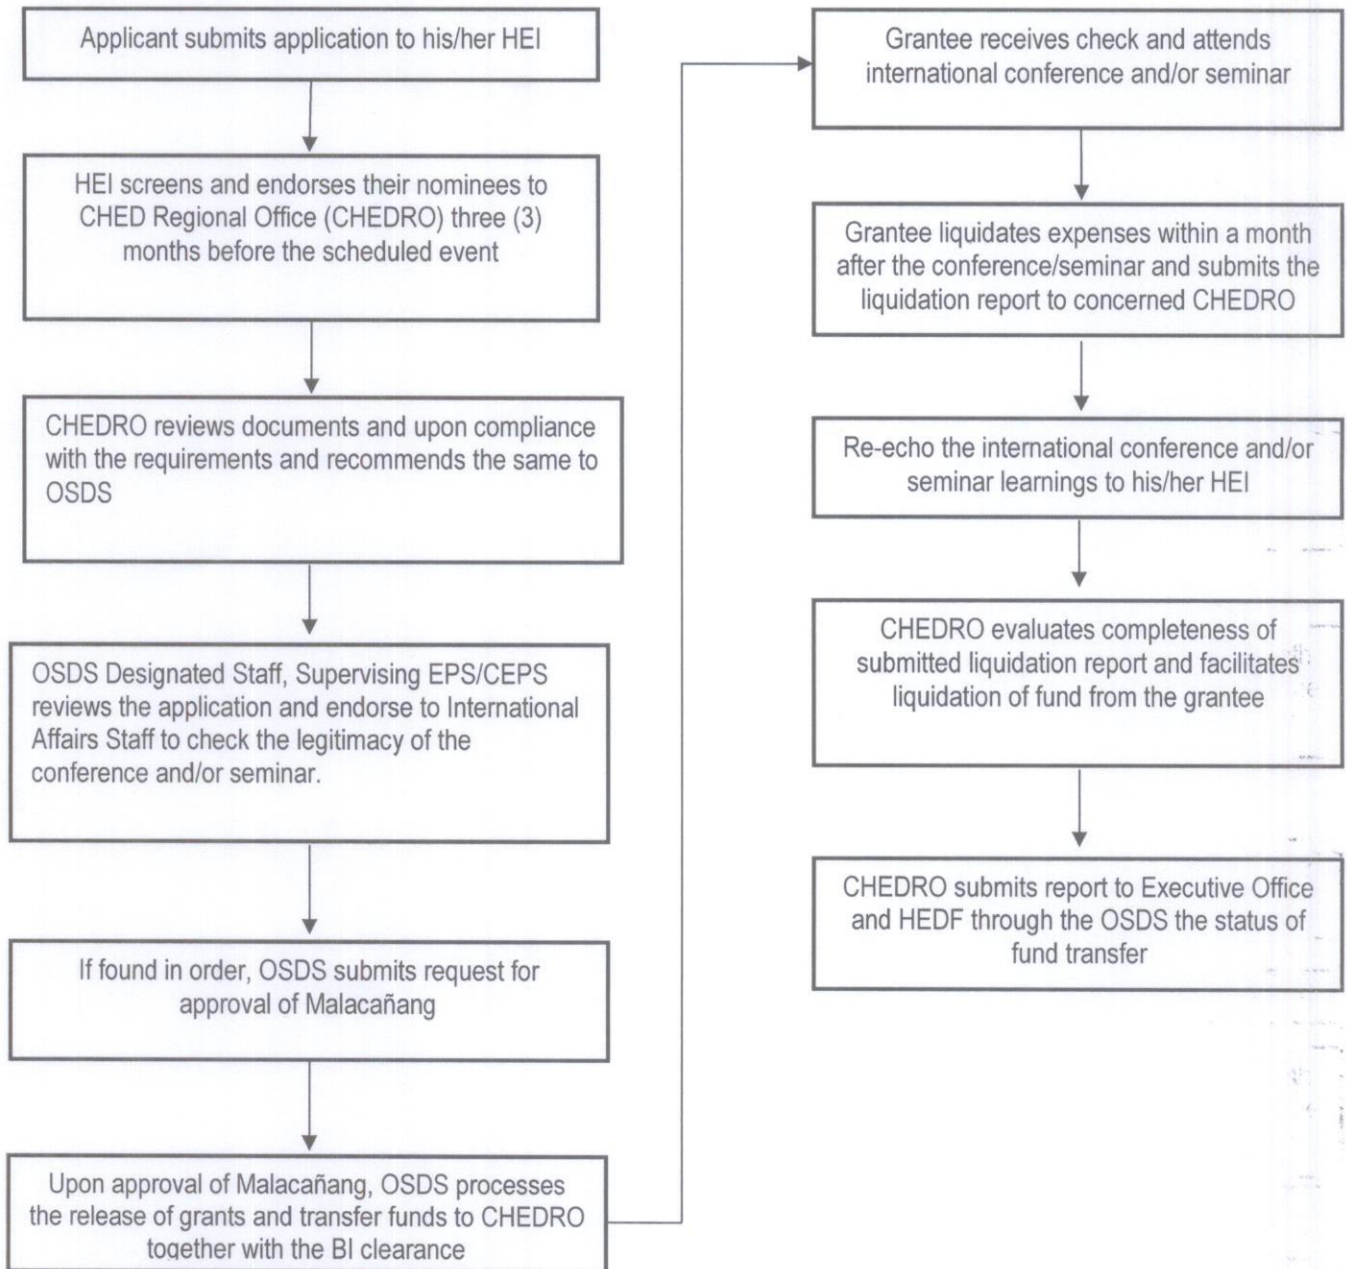 Applicant submits application to his/her HEI
HEI screens and endorses their nominees to
CHED Regional Office (CHEDRO) three (3)
months before the scheduled event
CHEDRO reviews documents and upon compliance
with the requirements and recommends the same to
OSDS
OSDS Designated Staff, Supervising EPS/CEPS
reviews the application and endorse to International
Affairs Staff to check the legitimacy of the
conference and/or seminar.
If found in order, OSDS submits request for
approval of Malacañang
Upon approval of Malacañang, OSDS processes
the release of grants and transfer funds to CHEDRO
together with the BI clearance
Grantee receives check and attends
international conference and/or seminar
Grantee liquidates expenses within a month
after the conference/seminar and submits the
liquidation report to concerned CHEDRO
Re-echo the international conference and/or
seminar learnings to his/her HEI
CHEDRO evaluates completeness of
submitted liquidation report and facilitates
liquidation of fund from the grantee
CHEDRO submits report to Executive Office
and HEDF through the OSDS the status of
fund transfer